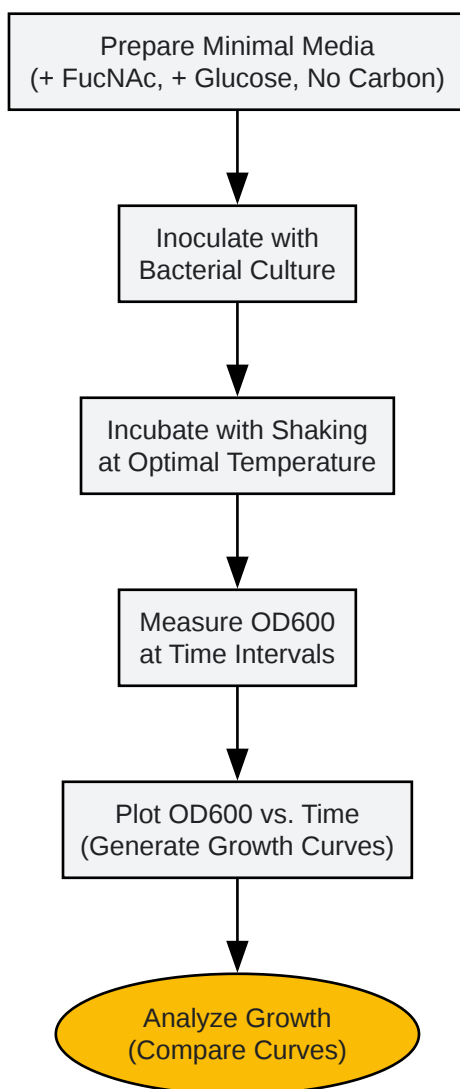 Prepare Minimal Media
(+ FucNAc, + Glucose, No Carbon)
Inoculate with
Bacterial Culture
Incubate with Shaking
at Optimal Temperature
Measure OD600
at Time Intervals
Plot OD600 vs. Time
(Generate Growth Curves)
Analyze Growth
(Compare Curves)